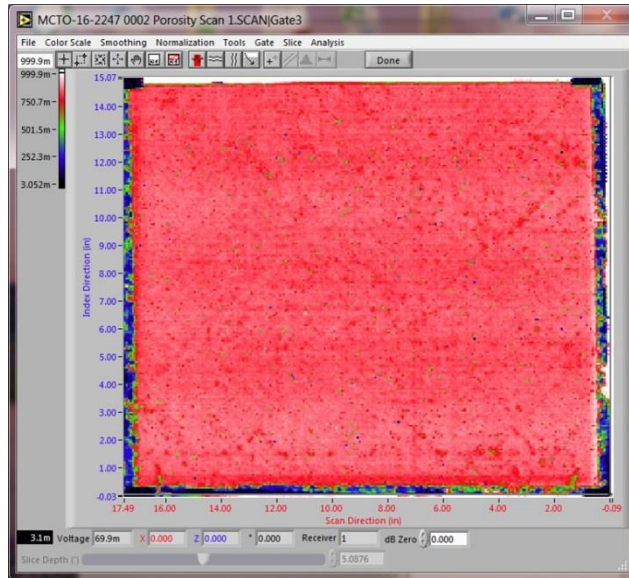 MCTO-16-2247 0002 Porosity Scan 1.SCAN|Gate3
File Color Scale Smoothing Normalization Tools Gate Slice Analysis
999.9m Done
999.9m
750.7m
501.5m
252.3m
3.052m
15.07
14.00
13.00
12.00
11.00
10.00
9.00
8.00
7.00
6.00
5.00
4.00
3.00
2.00
1.00
-0.03
Index Direction (in)
17.49 16.00 14.00 12.00 10.00 8.00 6.00 4.00 2.00 -0.09
Scan Direction (in)
3.1m Voltage 69.9m X 0.000 Z 0.000 " 0.000 Receiver 1 dB Zero 0.000
Slice Depth (') 5.0876